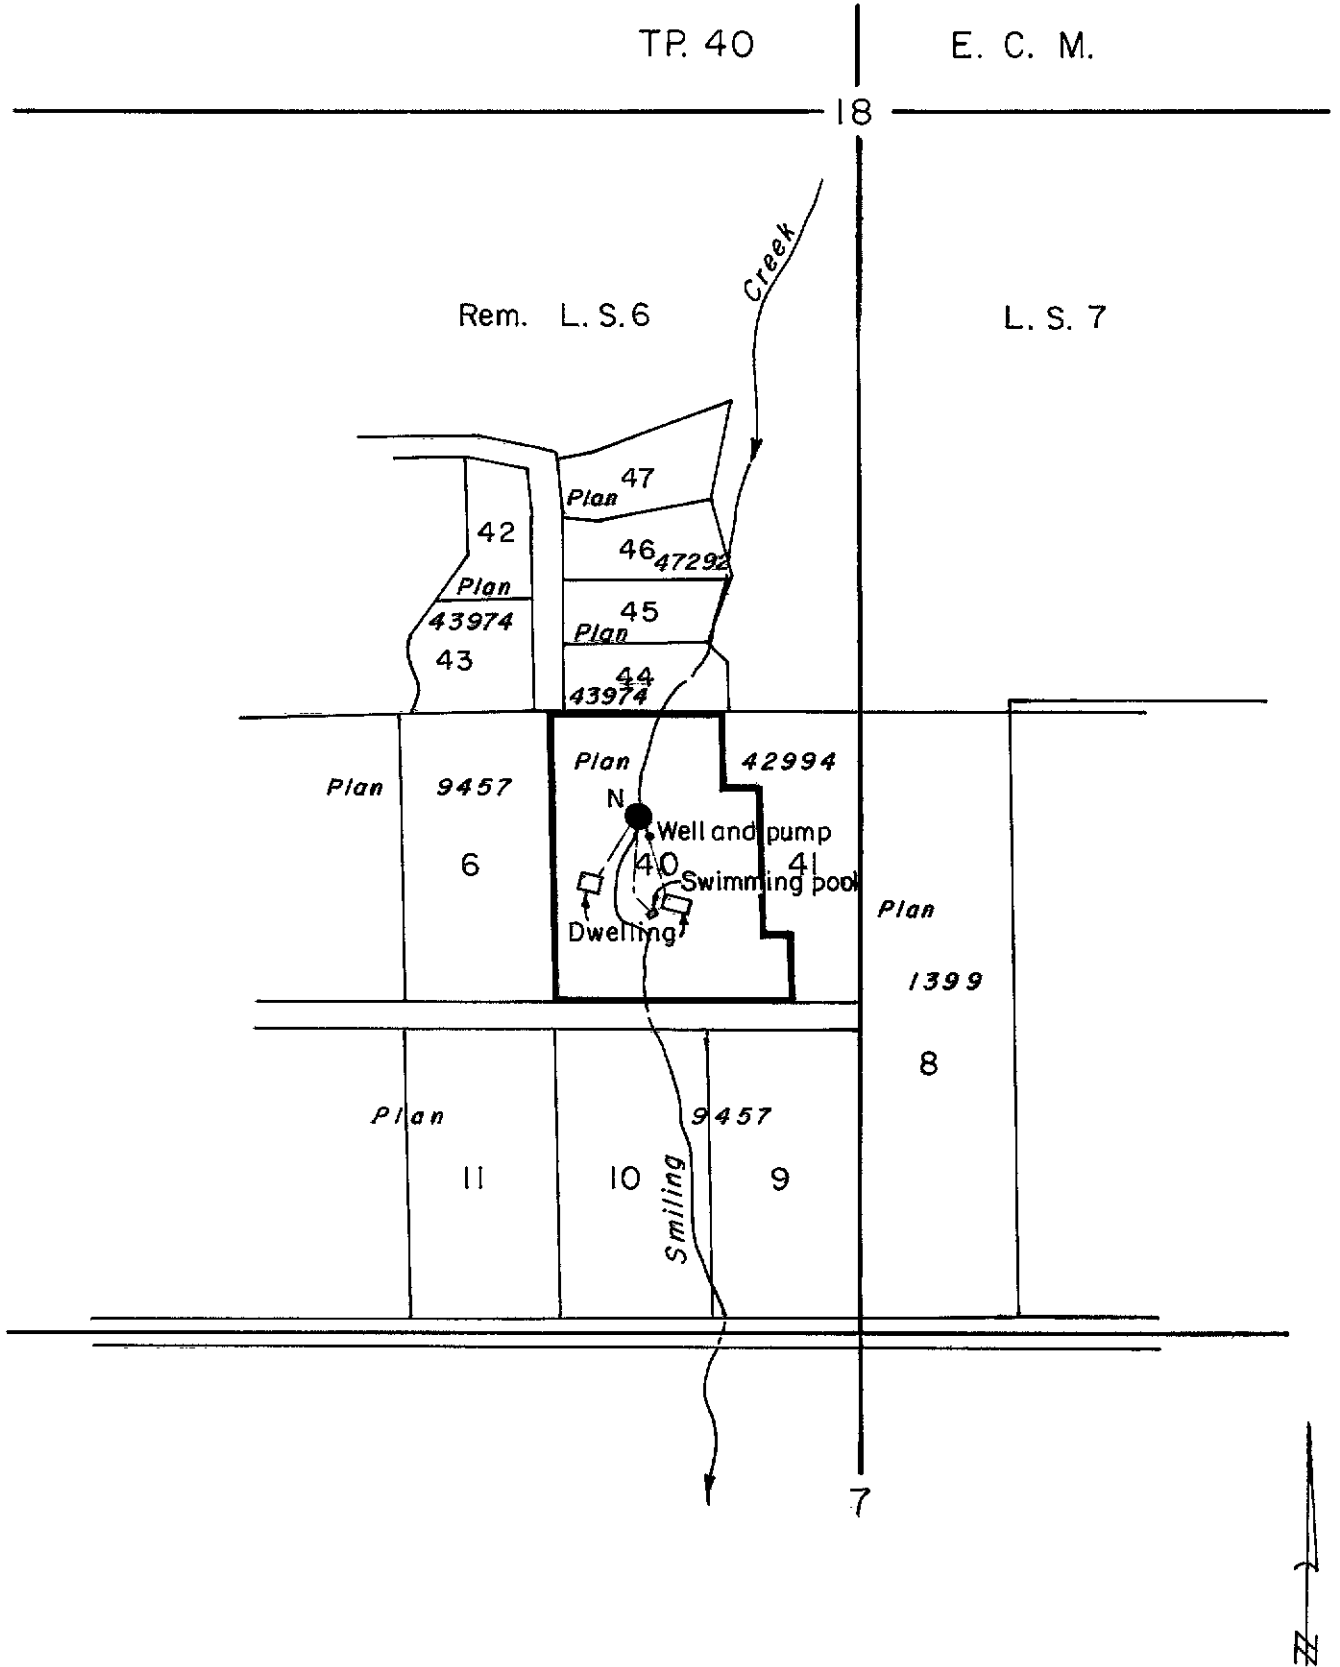 TP. 40 E. C. M.
18
Creek
Rem. L. S. 6 L. S. 7
47
Plan
42
46 47292
Plan
45
43974
Plan
43
44
43974
Plan 42994
Plan 9457
N
Well and pump
6 40 41
Swimming pool
Plan
Dwelling
1399
8
Plan 9457
11 10 9
Smiling
7
N